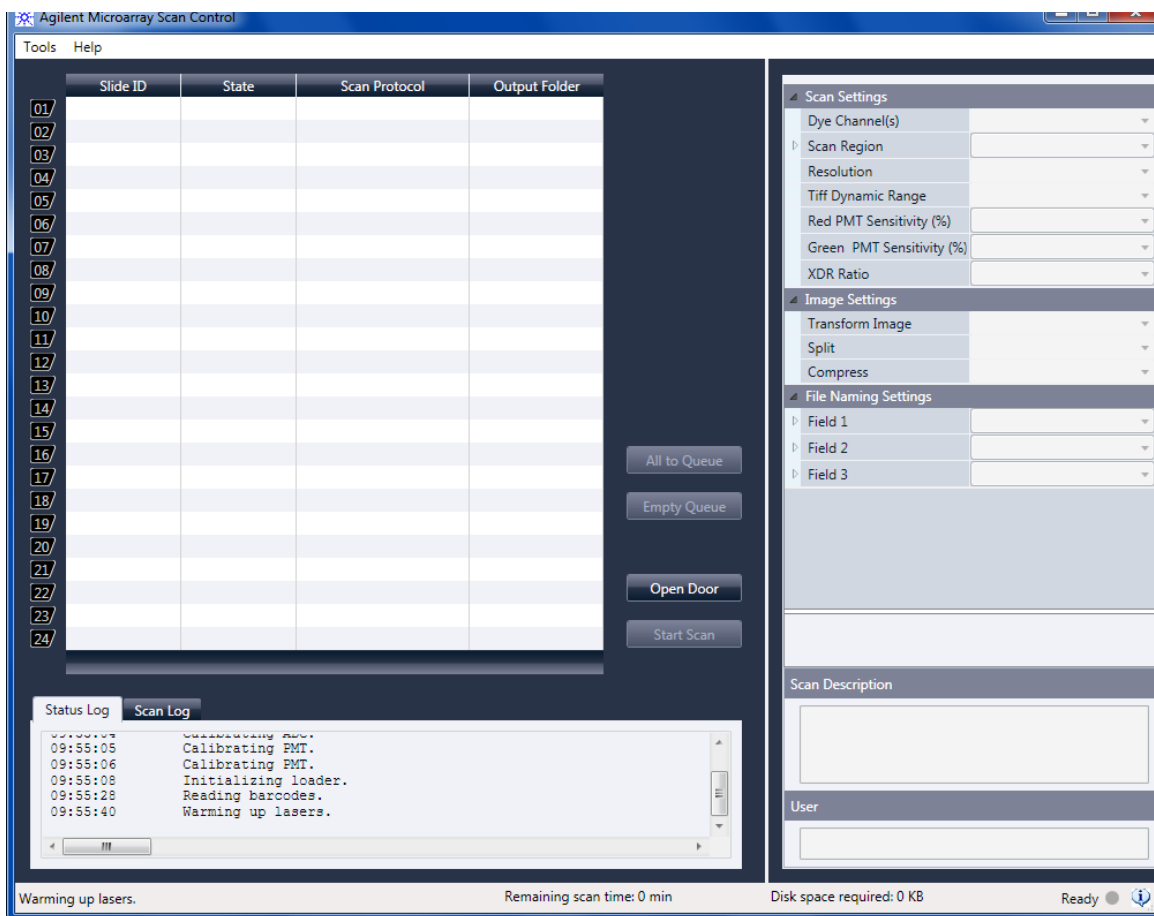 Agilent Microarray Scan Control
Tools Help
Slide ID State Scan Protocol Output Folder
01
02
03
04
05
06
07
08
09
10
11
12
13
14
15
16
17
18
19
20
21
22
23
24
All to Queue
Empty Queue
Open Door
Start Scan
Status Log Scan Log
09:55:04 Calibrating ADC.
09:55:05 Calibrating PMT.
09:55:06 Calibrating PMT.
09:55:08 Initializing loader.
09:55:28 Reading barcodes.
09:55:40 Warming up lasers.
Scan Settings
Dye Channel(s)
Scan Region
Resolution
Tiff Dynamic Range
Red PMT Sensitivity (%)
Green PMT Sensitivity (%)
XDR Ratio
Image Settings
Transform Image
Split
Compress
File Naming Settings
Field 1
Field 2
Field 3
Scan Description
User
Warming up lasers. Remaining scan time: 0 min Disk space required: 0 KB Ready